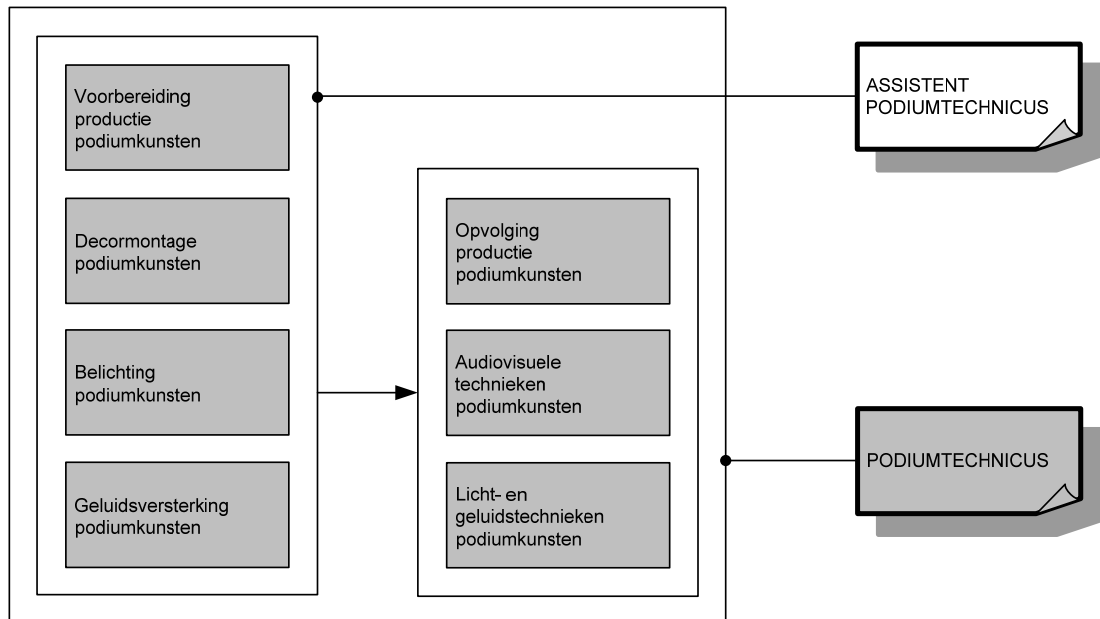 Voorbereiding
productie
podiumkunsten
Decormontage
podiumkunsten
Belichting
podiumkunsten
Geluidsversterking
podiumkunsten
Opvolging
productie
podiumkunsten
Audiovisuele
technieken
podiumkunsten
Licht- en
geluidstechnieken
podiumkunsten
ASSISTENT
PODIUMTECHNICUS
PODIUMTECHNICUS